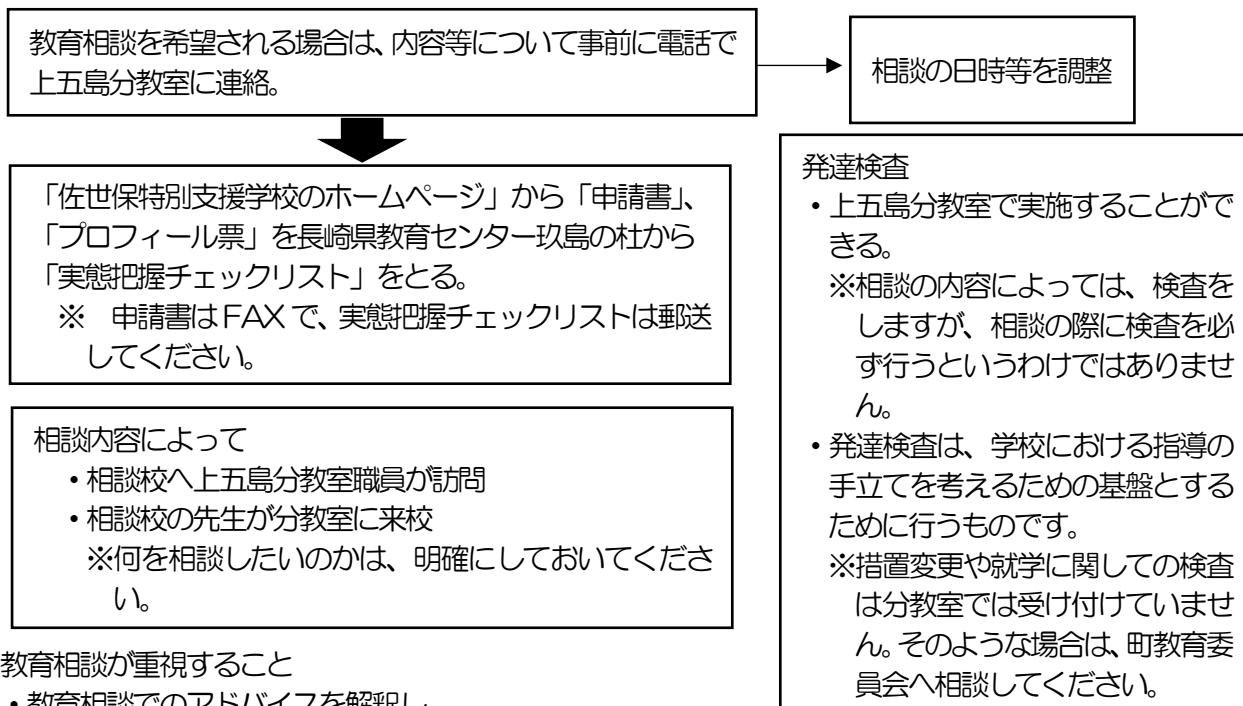 教育相談を希望される場合は、内容等について事前に電話で
上五島分教室に連絡。
相談の日時等を調整
「佐世保特別支援学校のホームページ」から「申請書」、
「プロフィール票」を長崎県教育センター玖島の杜から
「実態把握チェックリスト」をとる。
※　申請書はFAXで、実態把握チェックリストは郵送
してください。
相談内容によって
・相談校へ上五島分教室職員が訪問
・相談校の先生が分教室に来校
※何を相談したいのかは、明確にしておいてくださ
い。
発達検査
・上五島分教室で実施することがで
きる。
※相談の内容によっては、検査を
しますが、相談の際に検査を必
ず行うというわけではありませ
ん。
・発達検査は、学校における指導の
手立てを考えるための基盤とする
ために行うものです。
※措置変更や就学に関しての検査
は分教室では受け付けていませ
ん。そのような場合は、町教育委
員会へ相談してください。
教育相談が重視すること
・教育相談でのアドバイスを解釈し